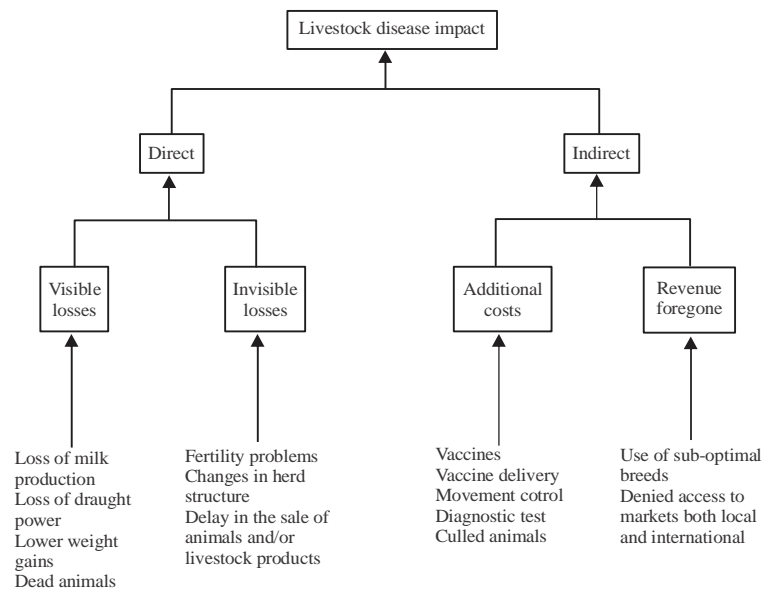 Livestock disease impact
Direct
Indirect
Visible
losses
Invisible
losses
Additional
costs
Revenue
foregone
Loss of milk
production
Loss of draught
power
Lower weight
gains
Dead animals
Fertility problems
Changes in herd
structure
Delay in the sale of
animals and/or
livestock products
Vaccines
Vaccine delivery
Movement cotrol
Diagnostic test
Culled animals
Use of sub-optimal
breeds
Denied access to
markets both local
and international